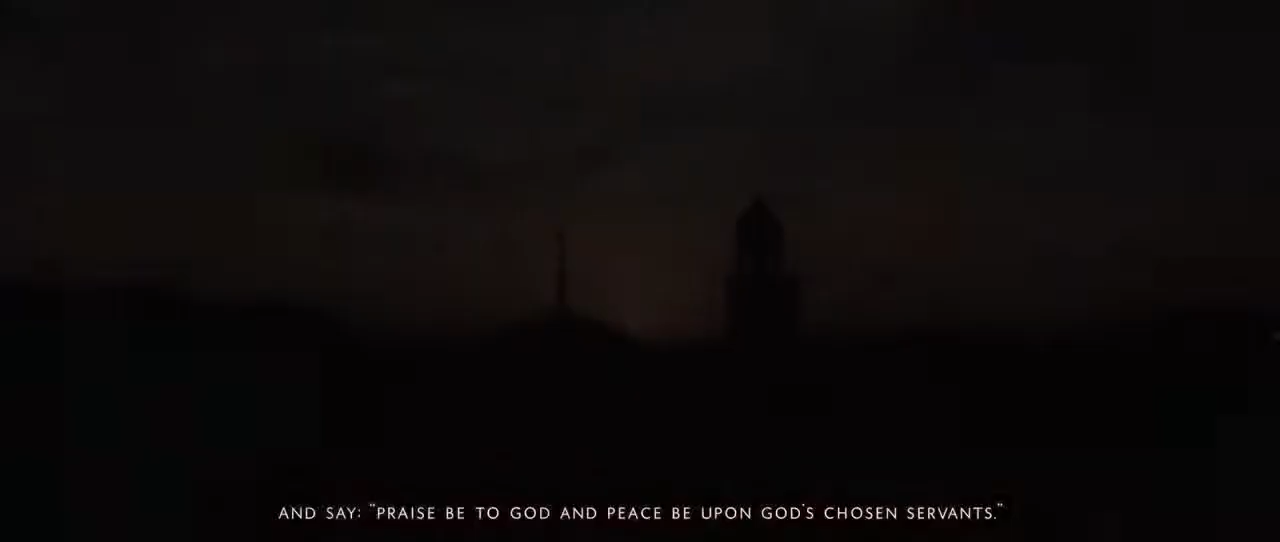 AND SAY: "PRAISE BE TO GOD AND PEACE BE UPON GOD'S CHOSEN SERVANTS."